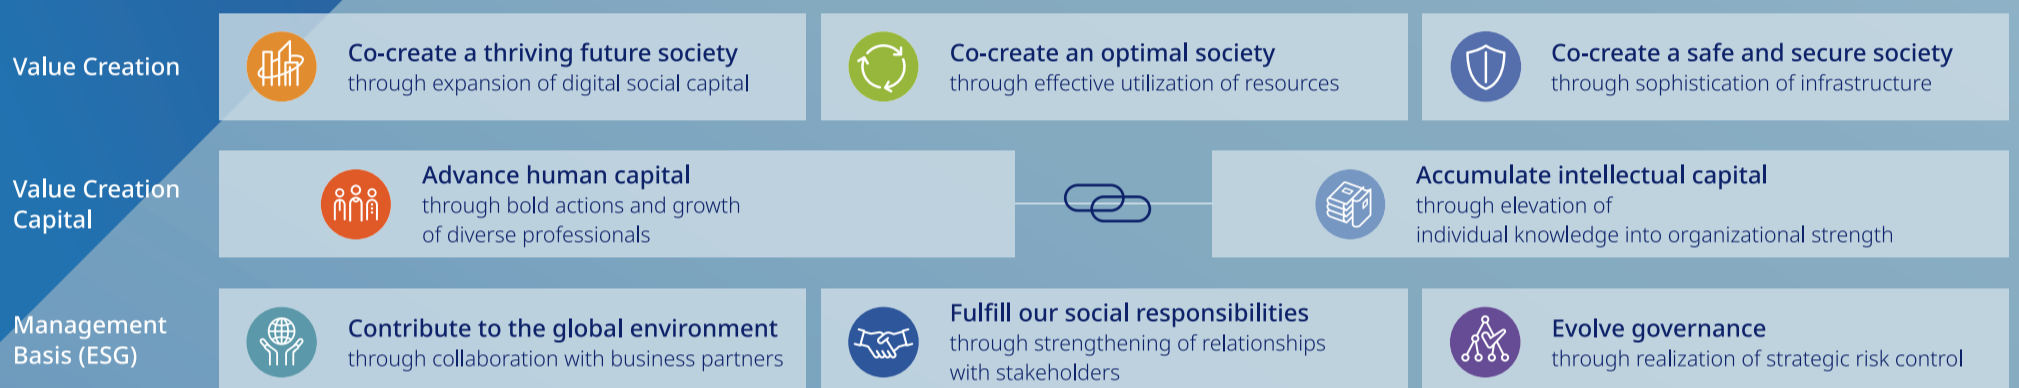 Value Creation
Co-create a thriving future society
through expansion of digital social capital
Co-create an optimal society
through effective utilization of resources
Co-create a safe and secure society
through sophistication of infrastructure
Value Creation
Capital
Advance human capital
through bold actions and growth
of diverse professionals
Accumulate intellectual capital
through elevation of
individual knowledge into organizational strength
Management
Basis (ESG)
Contribute to the global environment
through collaboration with business partners
Fulfill our social responsibilities
through strengthening of relationships
with stakeholders
Evolve governance
through realization of strategic risk control